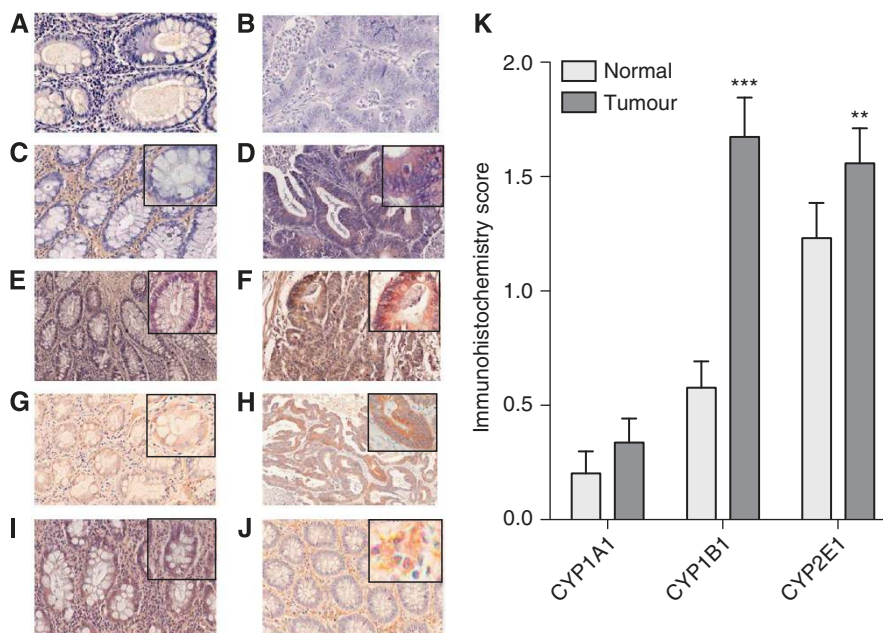 A
B
C
D
E
F
G
H
I
J
K
Normal
Tumour
Immunohistochemistry score
2.0
1.5
1.0
0.5
0.0
***
**
CYP1A1
CYP1B1
CYP2E1